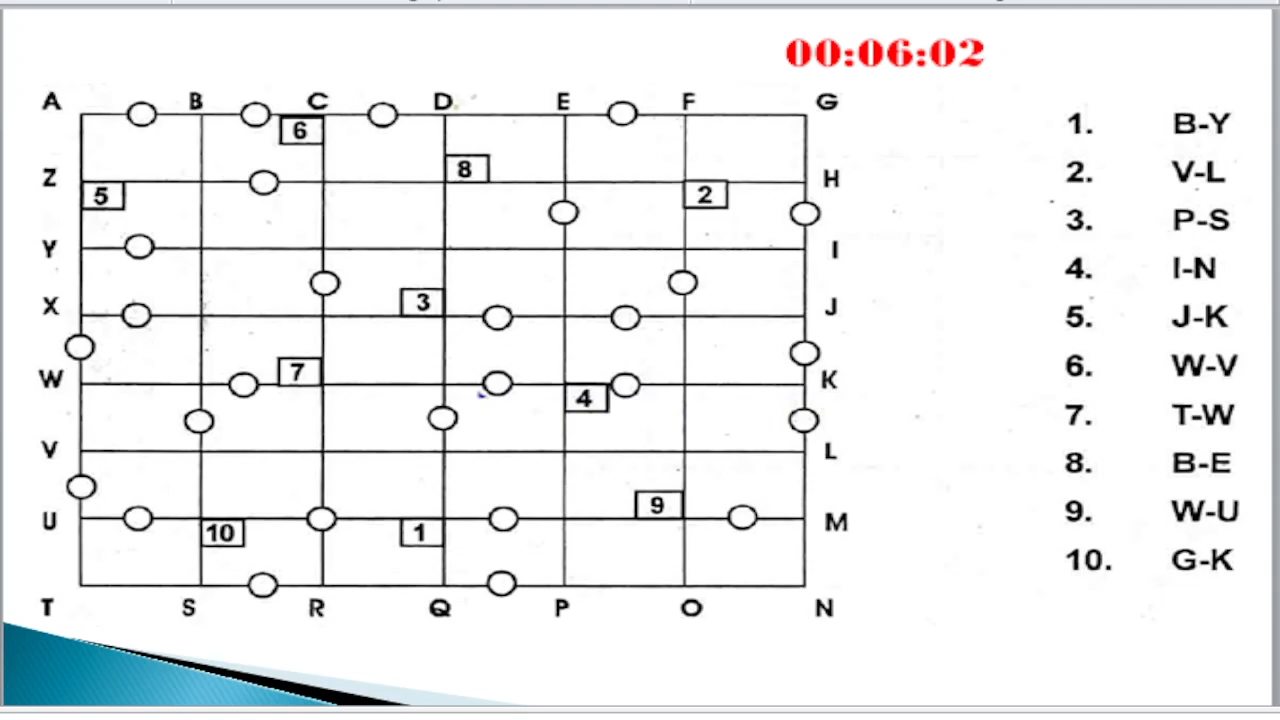 00:06:02
A B C D E F G
6
8
Z H
5 2
Y I
3
X J
7
W K
4
V L
9
U M
10 1
T S R Q P O N
1. B-Y
2. V-L
3. P-S
4. I-N
5. J-K
6. W-V
7. T-W
8. B-E
9. W-U
10. G-K